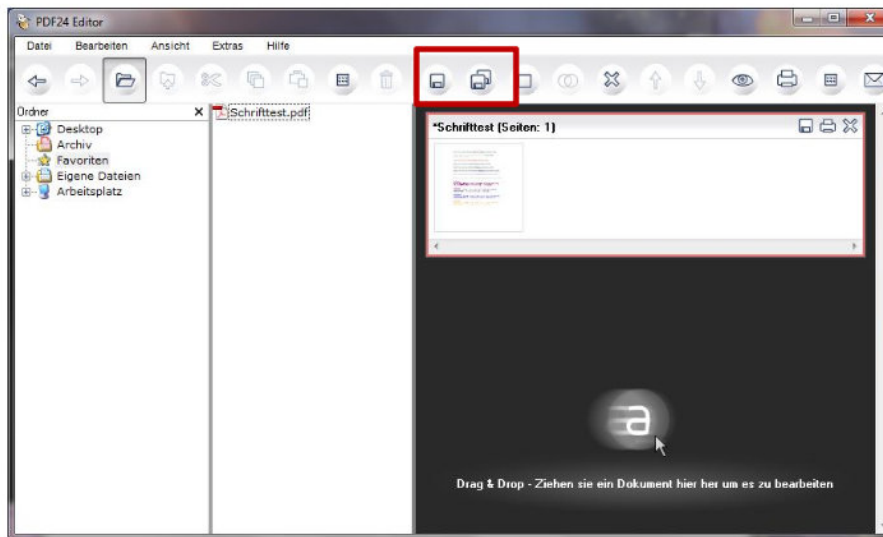 PDF24 Editor
Datei Bearbeiten Ansicht Extras Hilfe
Ordner
Desktop
Archiv
Favoriten
Eigene Dateien
Arbeitsplatz
Schrifttest.pdf
*Schrifttest (Seiten: 1)
a
Drag & Drop - Ziehen sie ein Dokument hier her um es zu bearbeiten